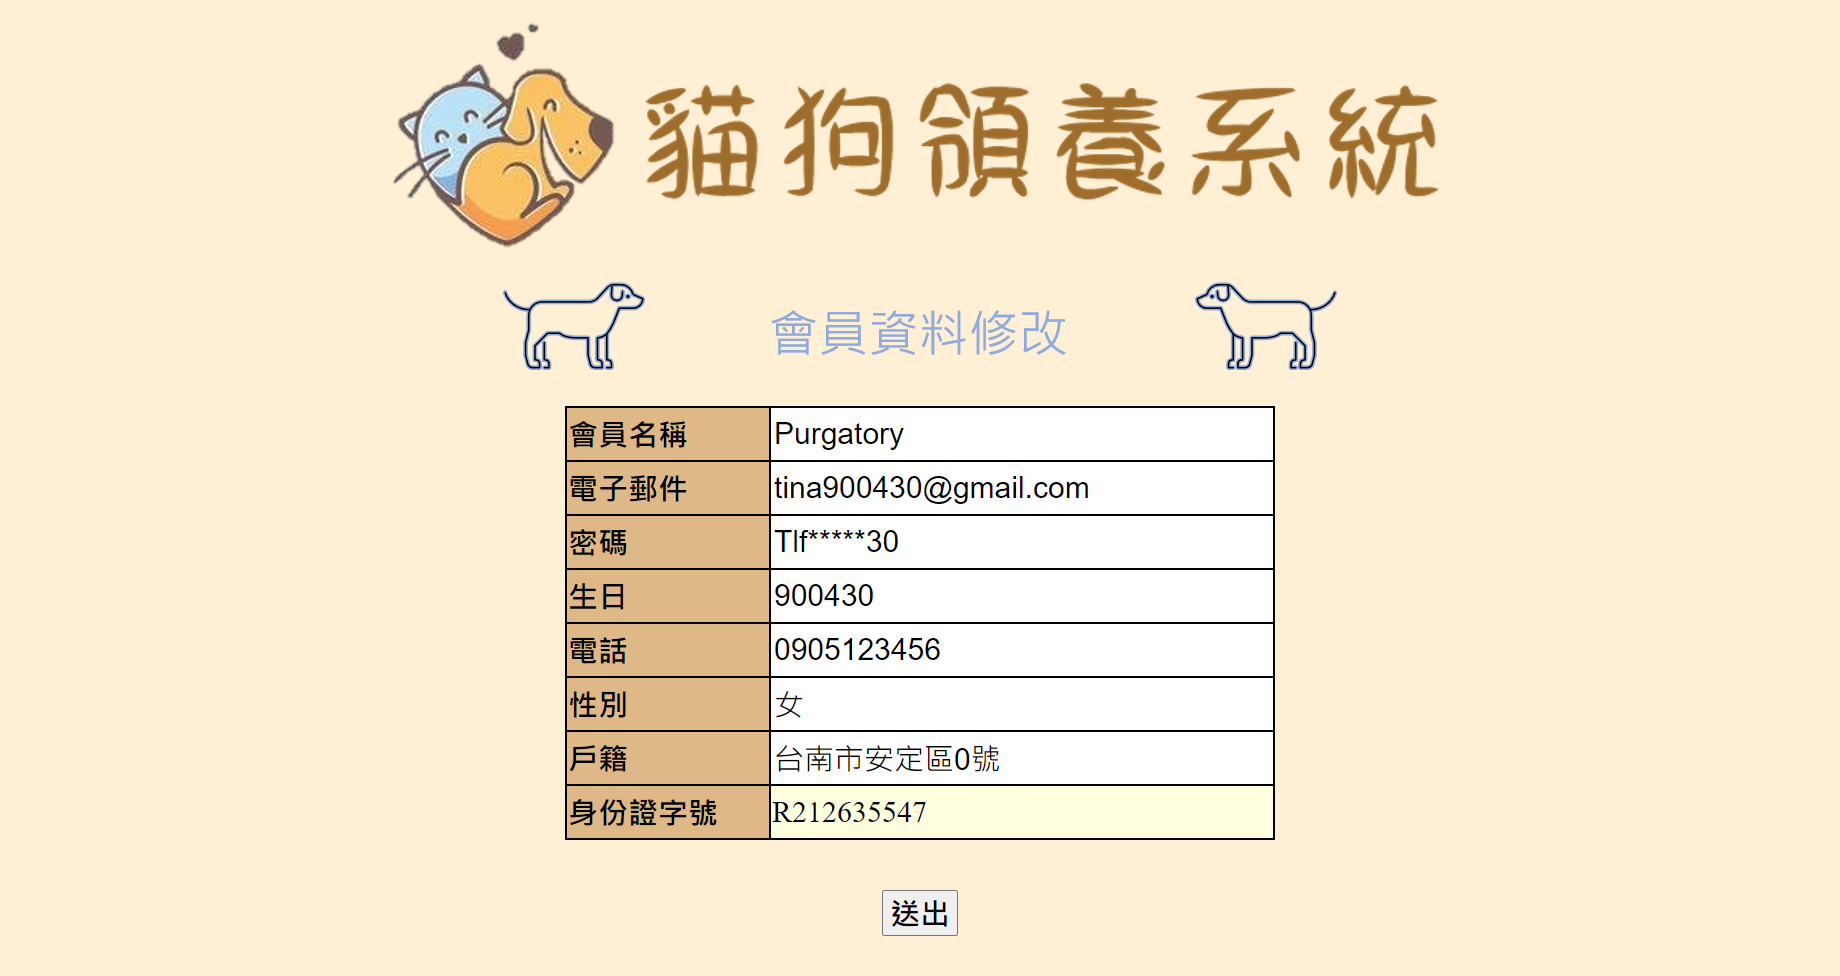 貓狗領養系統
會員資料修改
會員名稱 Purgatory
電子郵件 tina900430@gmail.com
密碼 Tlf*****30
生日 900430
電話 0905123456
性別 女
戶籍 台南市安定區0號
身份證字號 R212635547
送出